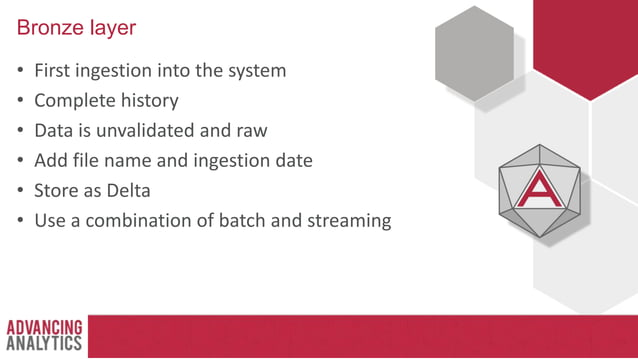 Bronze layer
• First ingestion into the system
• Complete history
• Data is unvalidated and raw
• Add file name and ingestion date
• Store as Delta
• Use a combination of batch and streaming
A
ADVANCING
ANALYTICS